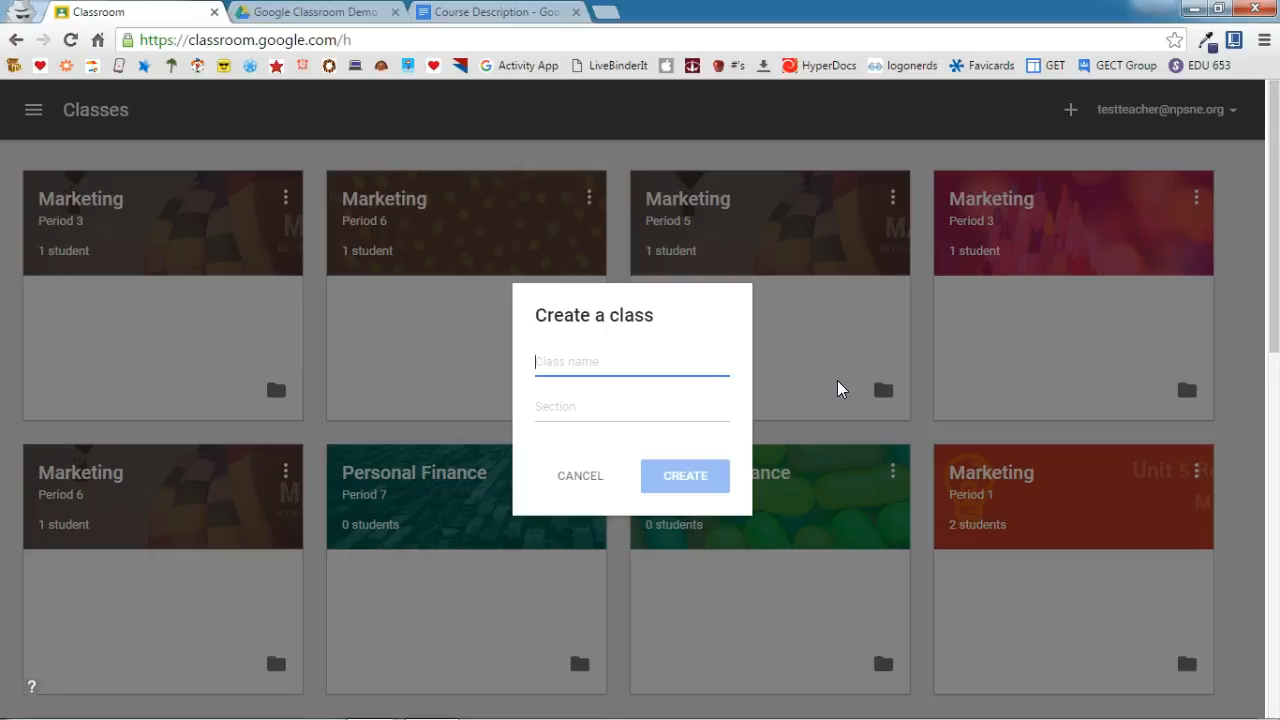 Classroom
Google Classroom Demo
Course Description - Goo
https://classroom.google.com/h
Activity App
LiveBinderIt
#'s
HyperDocs
logonerds
Favicards
GET
GECT Group
EDU 653
Classes
testteacher@npsne.org
Marketing
Period 3
1 student
Marketing
Period 6
1 student
Marketing
Period 5
1 student
Marketing
Period 3
1 student
Create a class
Class name
Section
CANCEL
CREATE
Marketing
Period 6
1 student
Personal Finance
Period 7
0 students
ance
0 students
Marketing
Period 1
2 students
Unit 5 Re
?